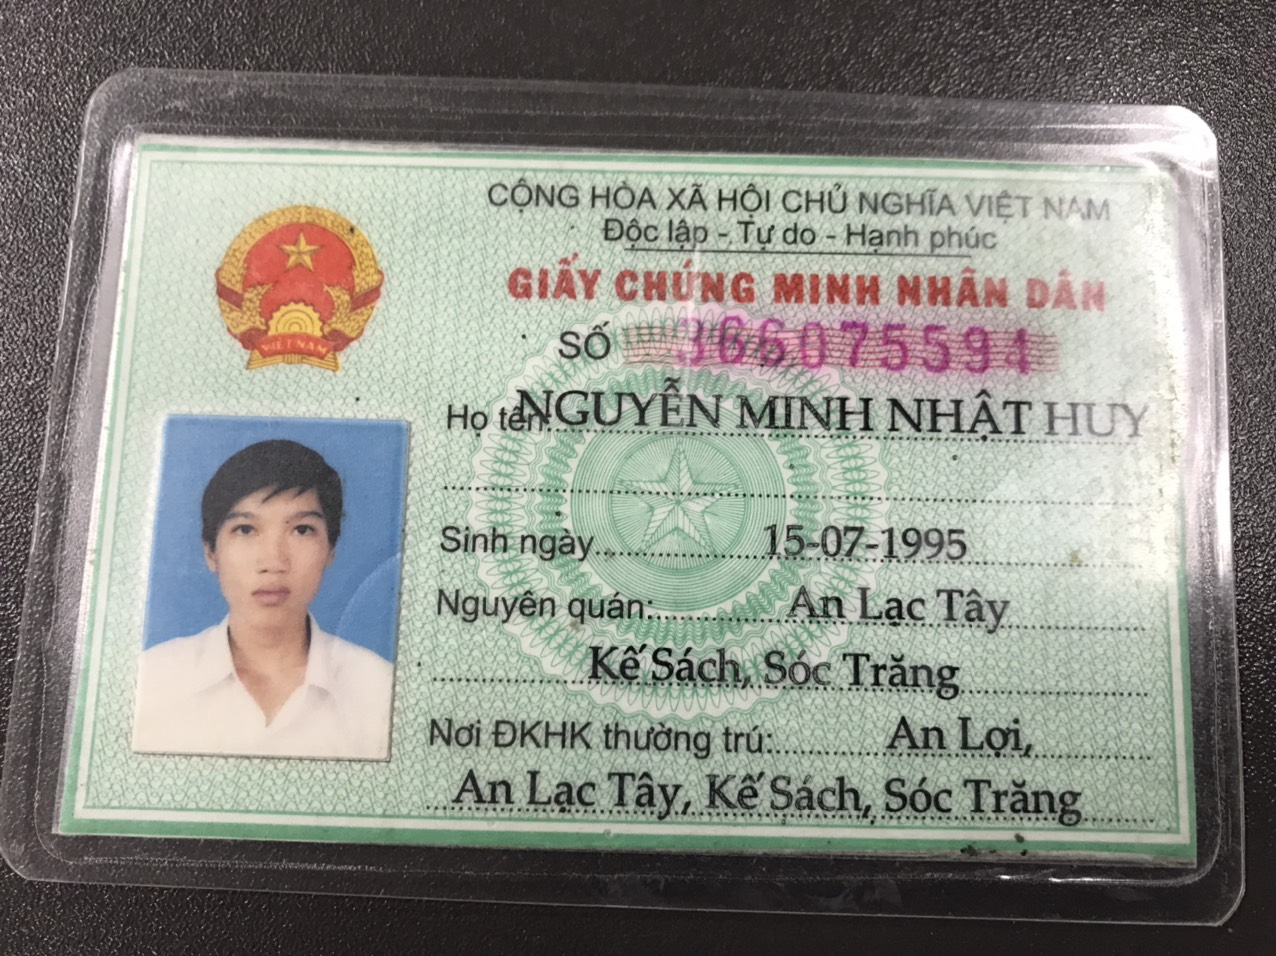 CỘNG HÒA XÃ HỘI CHỦ NGHĨA VIỆT NAM
Độc lập - Tự do - Hạnh phúc
GIẤY CHỨNG MINH NHÂN DÂN
SỐ 366075591
VIỆT NAM
Họ tên: NGUYỄN MINH NHẬT HUY
Sinh ngày 15-07-1995
Nguyên quán: An Lạc Tây
Kế Sách, Sóc Trăng
Nơi ĐKHK thường trú: An Lợi,
An Lạc Tây, Kế Sách, Sóc Trăng